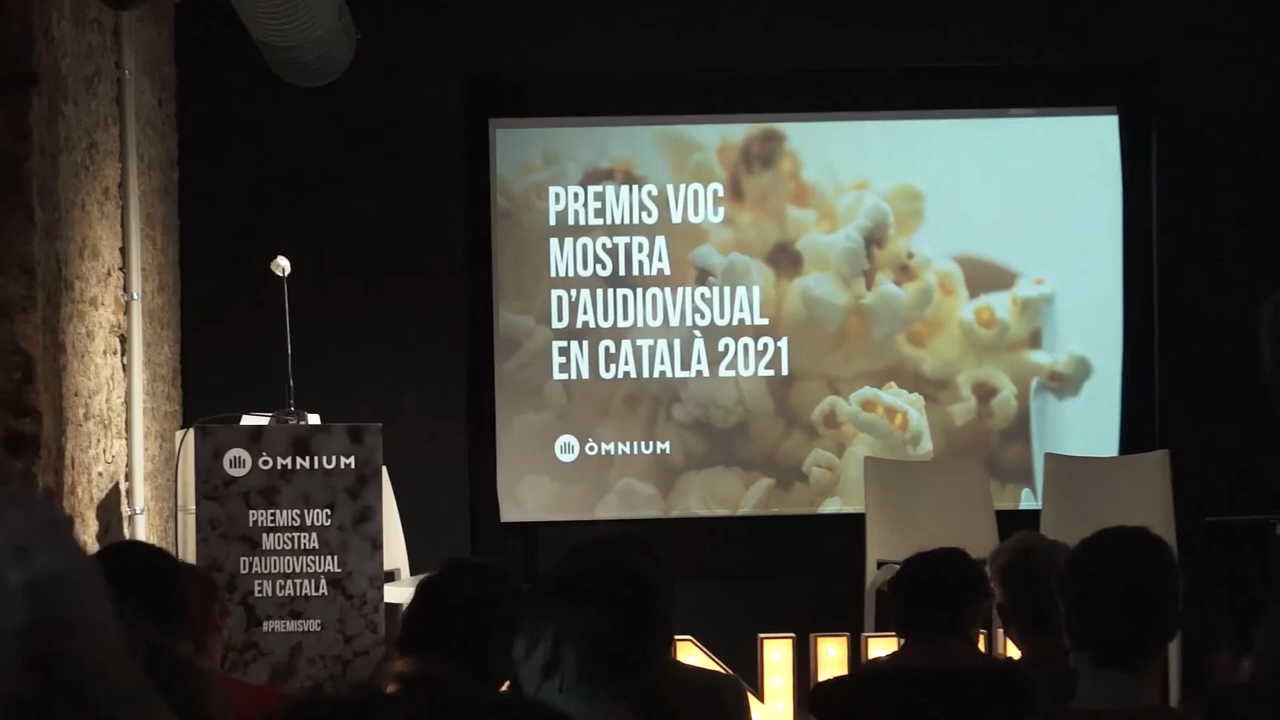 PREMIS VOC
MOSTRA
D'AUDIOVISUAL
EN CATALÀ 2021
ÒMNIUM
ÒMNIUM
PREMIS VOC
MOSTRA
D'AUDIOVISUAL
EN CATALÀ
#PREMISVOC